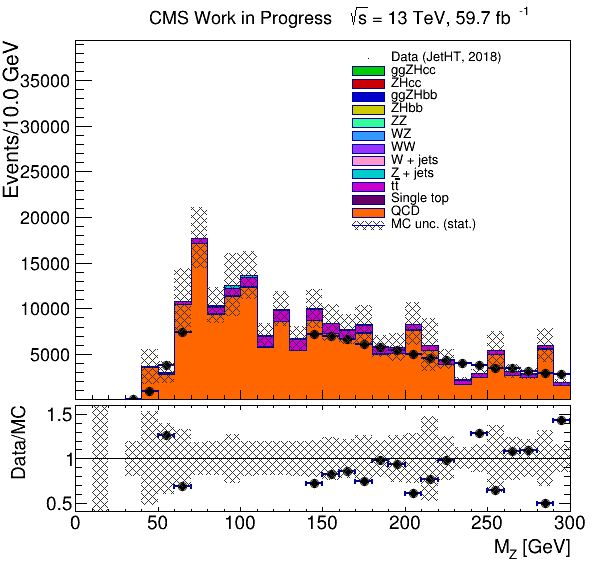 CMS Work in Progress √s = 13 TeV, 59.7 fb⁻¹
Events/10.0 GeV
35000
30000
25000
20000
15000
10000
5000
Data (JetHT, 2018)
ggZHcc
ZHcc
ggZHbb
ZHbb
ZZ
WZ
WW
W + jets
Z + jets
tt̅
Single top
QCD
MC unc. (stat.)
Data/MC
1.5
1
0.5
0 50 100 150 200 250 300
M_Z [GeV]